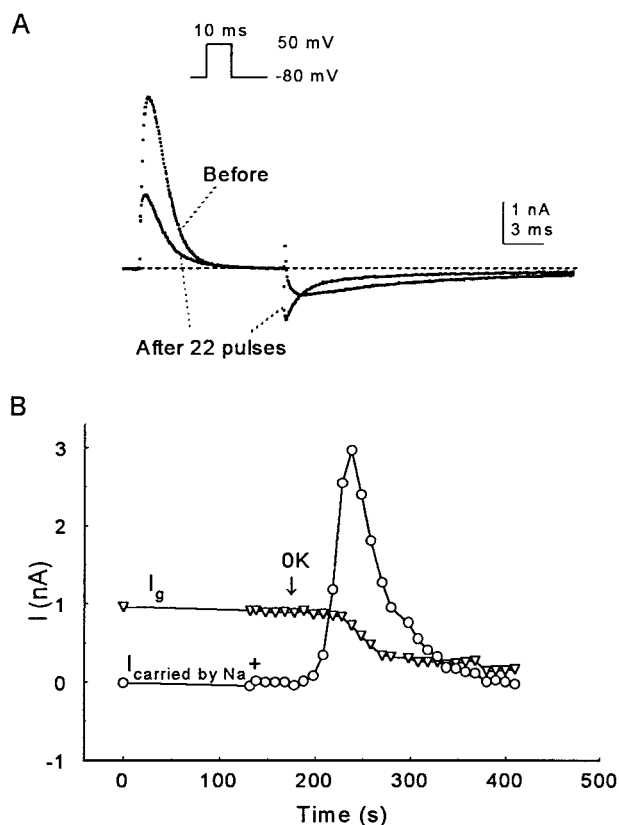 A
10 ms
50 mV
-80 mV
Before
1 nA
3 ms
After 22 pulses
B
3
2
1
0
-1
I (nA)
0K
Ig
Icarried by Na+
0
100
200
300
400
500
Time (s)